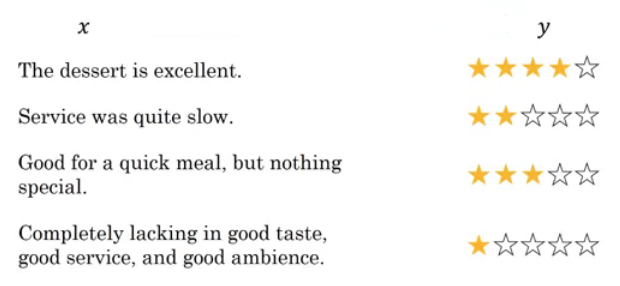 x y
The dessert is excellent.
Service was quite slow.
Good for a quick meal, but nothing
special.
Completely lacking in good taste,
good service, and good ambience.